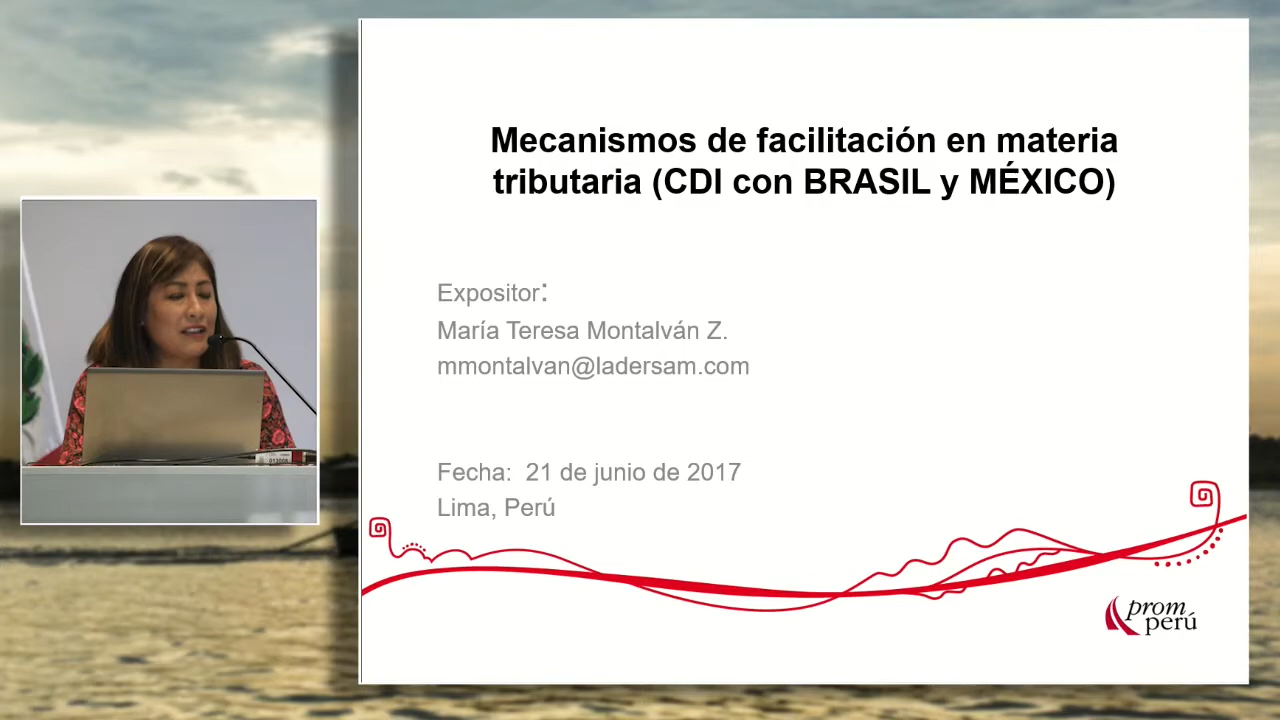 Mecanismos de facilitación en materia
tributaria (CDI con BRASIL y MÉXICO)
Expositor:
María Teresa Montalván Z.
mmontalvan@ladersam.com
Fecha: 21 de junio de 2017
Lima, Perú
prom
perú